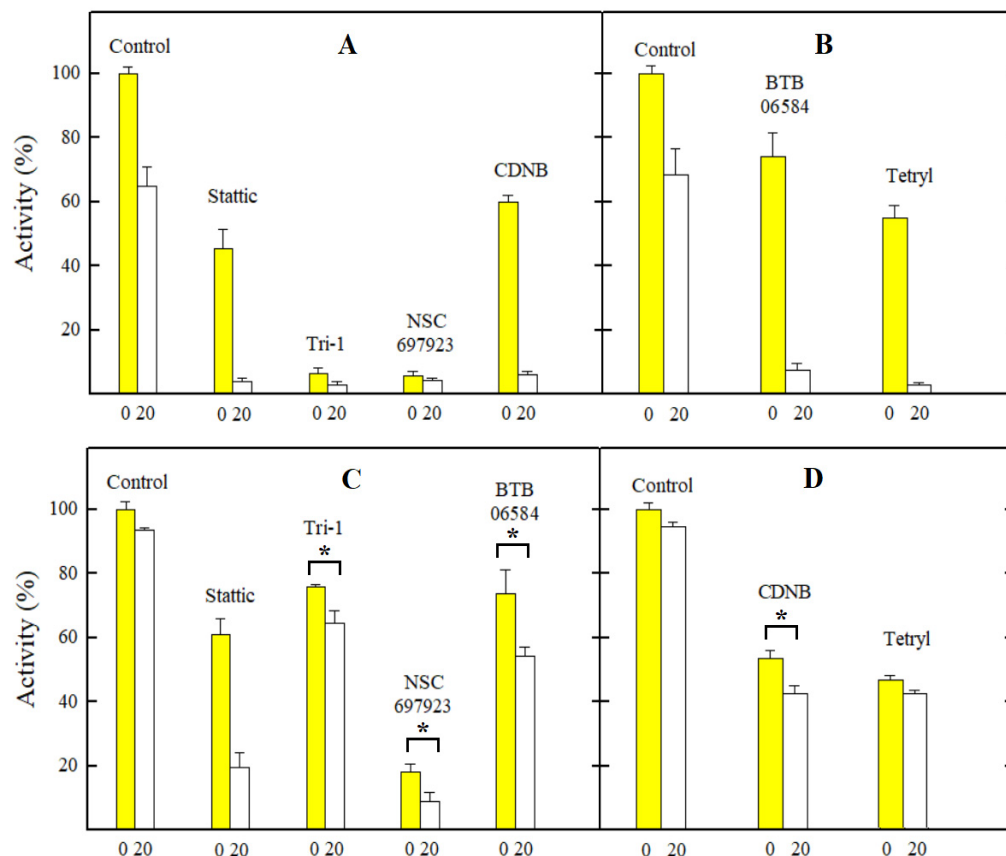 A
B
Control
Control
BTB
06584
100
80
CDNB
Tetryl
Stattic
60
40
NSC
697923
Tri-1
20
Activity (%)
0 20
0 20
0 20
0 20
0 20
0 20
0 20
0 20
C
D
Control
Control
BTB
06584
100
Tri-1
*
*
80
Stattic
CDNB
*
60
Tetryl
NSC
697923
*
40
20
Activity (%)
0 20
0 20
0 20
0 20
0 20
0 20
0 20
0 20